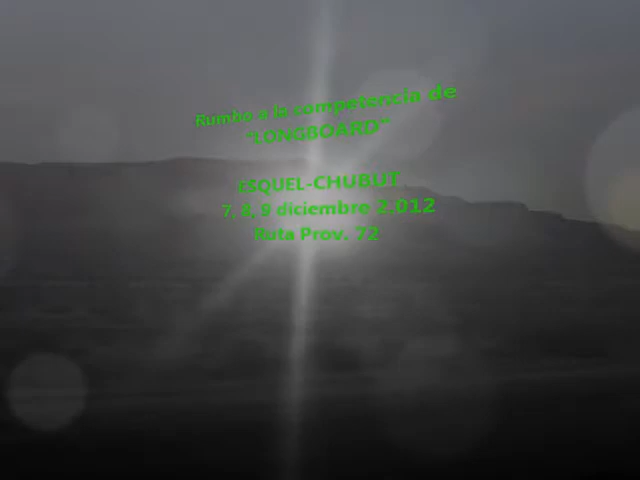 Rumbo a la competencia de
"LONGBOARD"
ESQUEL-CHUBUT
7, 8, 9 diciembre 2.012
Ruta Prov. 72